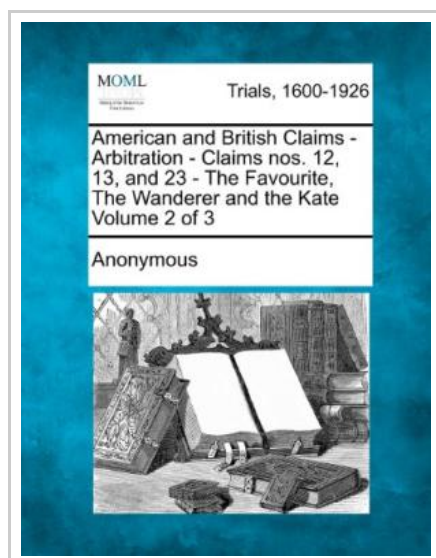 MOML
Trials, 1600-1926
American and British Claims -
Arbitration - Claims nos. 12,
13, and 23 - The Favourite,
The Wanderer and the Kate
Volume 2 of 3
Anonymous